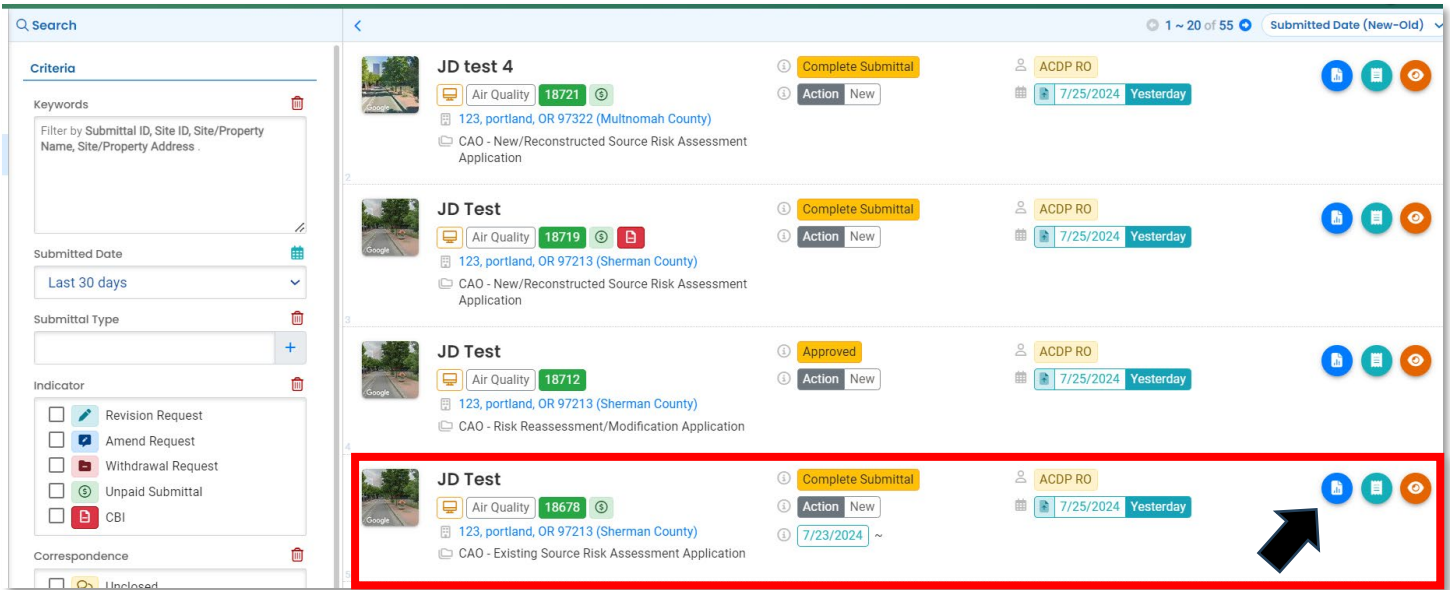 Search
1 ~ 20 of 55
Submitted Date (New-Old)
Criteria
Keywords
Filter by Submittal ID, Site ID, Site/Property
Name, Site/Property Address .
Submitted Date
Last 30 days
Submittal Type
+
Indicator
Revision Request
Amend Request
Withdrawal Request
Unpaid Submittal
CBI
Correspondence
Unclosed
JD test 4
Air Quality 18721
123, portland, OR 97322 (Multnomah County)
CAO - New/Reconstructed Source Risk Assessment
Application
Complete Submittal
Action New
ACDP RO
7/25/2024 Yesterday
Google
2
JD Test
Air Quality 18719
123, portland, OR 97213 (Sherman County)
CAO - New/Reconstructed Source Risk Assessment
Application
Complete Submittal
Action New
ACDP RO
7/25/2024 Yesterday
Google
3
JD Test
Air Quality 18712
123, portland, OR 97213 (Sherman County)
CAO - Risk Reassessment/Modification Application
Approved
Action New
ACDP RO
7/25/2024 Yesterday
Google
4
JD Test
Air Quality 18678
123, portland, OR 97213 (Sherman County)
CAO - Existing Source Risk Assessment Application
Complete Submittal
Action New
7/23/2024 ~
ACDP RO
7/25/2024 Yesterday
Google
5